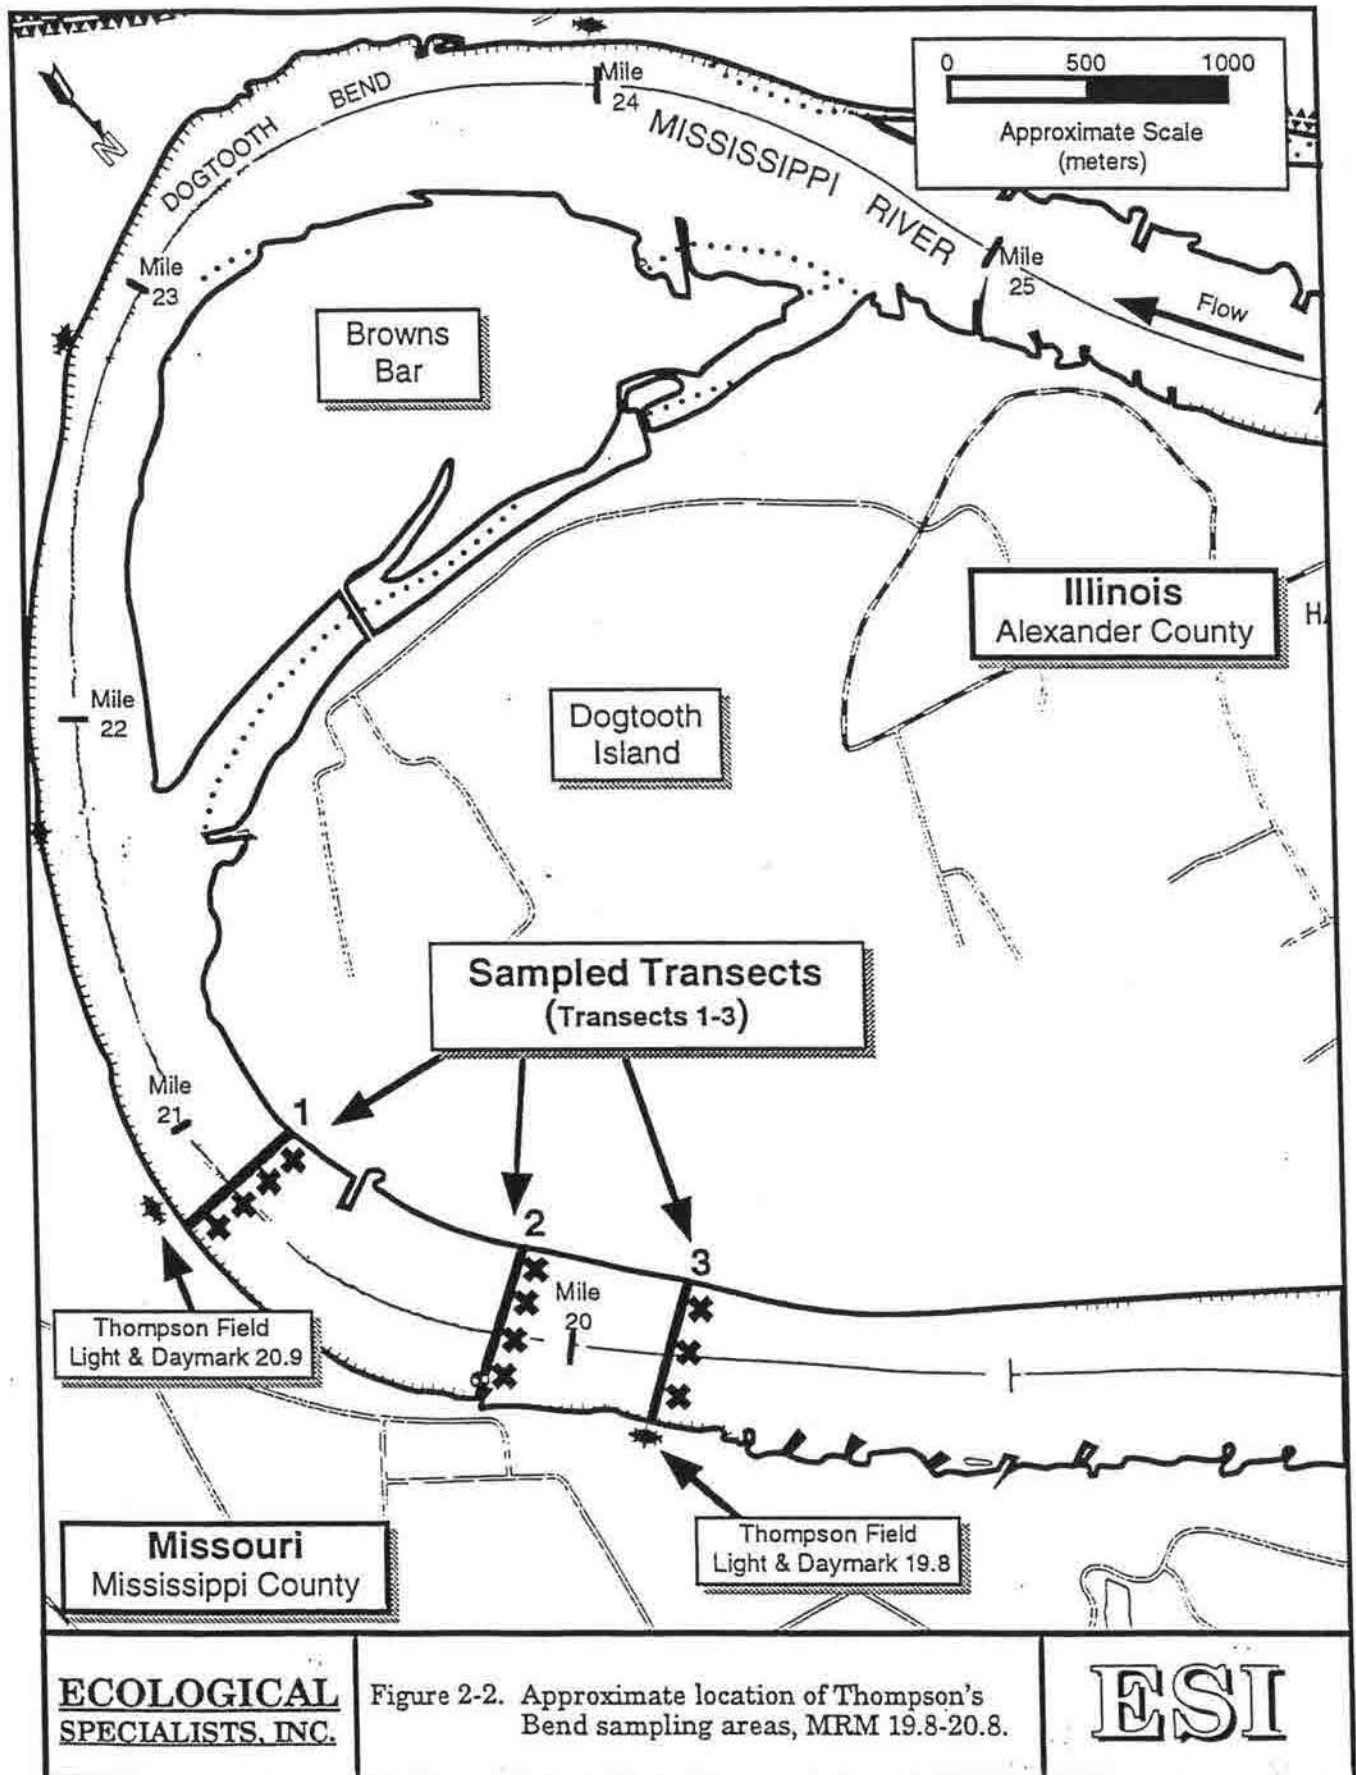 0 500 1000
Approximate Scale
(meters)
N
DOGTOOTH BEND
Mile
24
MISSISSIPPI RIVER
Mile
25
Flow
Mile
23
Browns
Bar
Illinois
Alexander County
Mile
22
Dogtooth
Island
Sampled Transects
(Transects 1-3)
Mile
21
1
2
3
Mile
20
Thompson Field
Light & Daymark 20.9
Thompson Field
Light & Daymark 19.8
Missouri
Mississippi County
ECOLOGICAL
SPECIALISTS, INC.
Figure 2-2. Approximate location of Thompson's
Bend sampling areas, MRM 19.8-20.8.
ESI